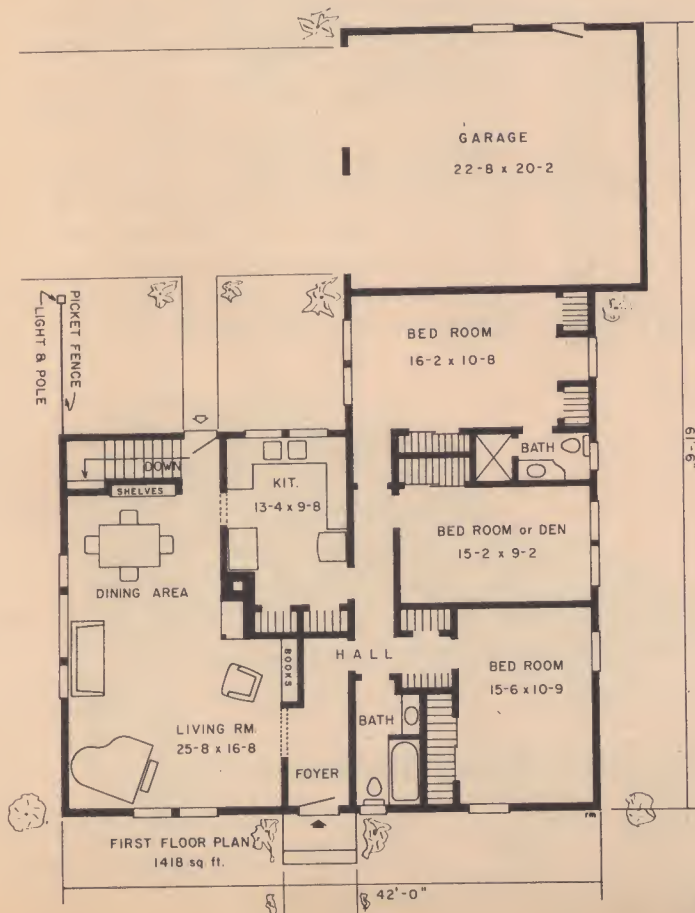 GARAGE
22-8 x 20-2
PICKET FENCE
LIGHT & POLE
BED ROOM
16-2 x 10-8
61'-6"
BATH
DOWN
SHELVES
KIT.
13-4 x 9-8
BED ROOM or DEN
15-2 x 9-2
DINING AREA
HALL
BOOKS
BED ROOM
15-6 x 10-9
BATH
LIVING RM.
25-8 x 16-8
FOYER
rm
FIRST FLOOR PLAN
1418 sq. ft.
42'-0"